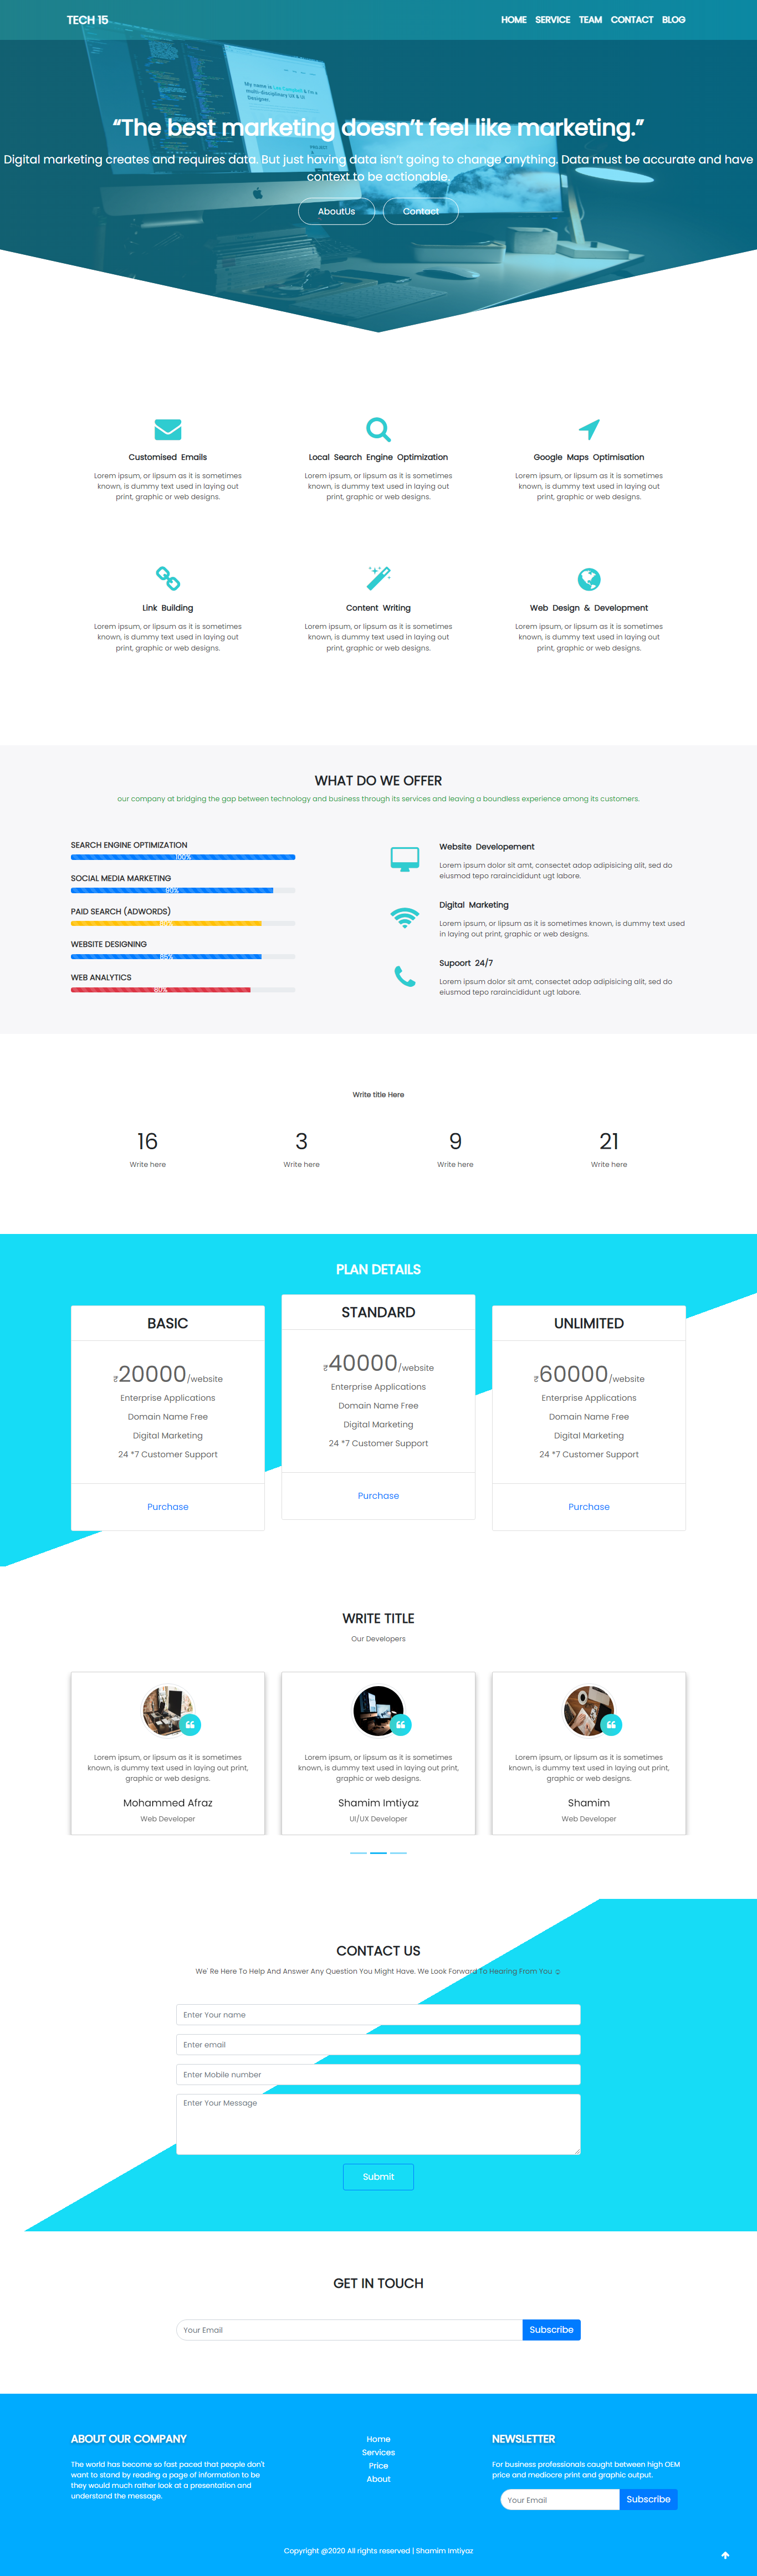 TECH 15
HOME SERVICE TEAM CONTACT BLOG
My name is Leo Campbell & I'm a
multi-disciplinary UX & UI
Designer.
PROJECT
“The best marketing doesn’t feel like marketing.”
Digital marketing creates and requires data. But just having data isn’t going to change anything. Data must be accurate and have
context to be actionable.
AboutUs Contact
Customised Emails
Lorem ipsum, or lipsum as it is sometimes
known, is dummy text used in laying out
print, graphic or web designs.
Local Search Engine Optimization
Lorem ipsum, or lipsum as it is sometimes
known, is dummy text used in laying out
print, graphic or web designs.
Google Maps Optimisation
Lorem ipsum, or lipsum as it is sometimes
known, is dummy text used in laying out
print, graphic or web designs.
Link Building
Lorem ipsum, or lipsum as it is sometimes
known, is dummy text used in laying out
print, graphic or web designs.
Content Writing
Lorem ipsum, or lipsum as it is sometimes
known, is dummy text used in laying out
print, graphic or web designs.
Web Design & Development
Lorem ipsum, or lipsum as it is sometimes
known, is dummy text used in laying out
print, graphic or web designs.
WHAT DO WE OFFER
our company at bridging the gap between technology and business through its services and leaving a boundless experience among its customers.
SEARCH ENGINE OPTIMIZATION
100%
SOCIAL MEDIA MARKETING
90%
PAID SEARCH (ADWORDS)
WEBSITE DESIGNING
85%
WEB ANALYTICS
80%
Website Developement
Lorem ipsum dolor sit amt, consectet adop adipisicing alit, sed do
eiusmod tepo raraincididunt ugt labore.
Digital Marketing
Lorem ipsum, or lipsum as it is sometimes known, is dummy text used
in laying out print, graphic or web designs.
Supoort 24/7
Lorem ipsum dolor sit amt, consectet adop adipisicing alit, sed do
eiusmod tepo raraincididunt ugt labore.
Write title Here
16 3 9 21
Write here Write here Write here Write here
PLAN DETAILS
BASIC
₹20000/website
Enterprise Applications
Domain Name Free
Digital Marketing
24 *7 Customer Support
Purchase
STANDARD
₹40000/website
Enterprise Applications
Domain Name Free
Digital Marketing
24 *7 Customer Support
Purchase
UNLIMITED
₹60000/website
Enterprise Applications
Domain Name Free
Digital Marketing
24 *7 Customer Support
Purchase
WRITE TITLE
Our Developers
Lorem ipsum, or lipsum as it is sometimes
known, is dummy text used in laying out print,
graphic or web designs.
Mohammed Afraz
Web Developer
Lorem ipsum, or lipsum as it is sometimes
known, is dummy text used in laying out print,
graphic or web designs.
Shamim Imtiyaz
UI/UX Developer
Lorem ipsum, or lipsum as it is sometimes
known, is dummy text used in laying out print,
graphic or web designs.
Shamim
Web Developer
CONTACT US
We' Re Here To Help And Answer Any Question You Might Have. We Look Forward To Hearing From You ☺
Enter Your name
Enter email
Enter Mobile number
Enter Your Message
Submit
GET IN TOUCH
Your Email Subscribe
ABOUT OUR COMPANY
The world has become so fast paced that people don't
want to stand by reading a page of information to be
they would much rather look at a presentation and
understand the message.
Home
Services
Price
About
NEWSLETTER
For business professionals caught between high OEM
price and mediocre print and graphic output.
Your Email Subscribe
Copyright @2020 All rights reserved | Shamim Imtiyaz